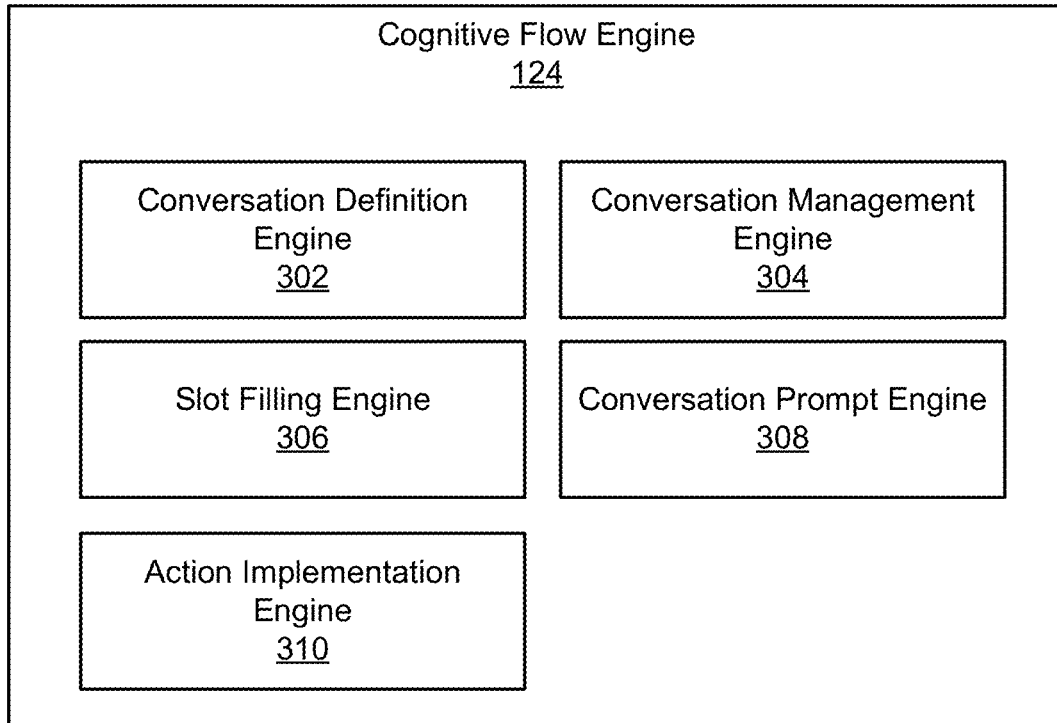 Cognitive Flow Engine
124
Conversation Definition
Engine
302
Conversation Management
Engine
304
Slot Filling Engine
306
Conversation Prompt Engine
308
Action Implementation
Engine
310